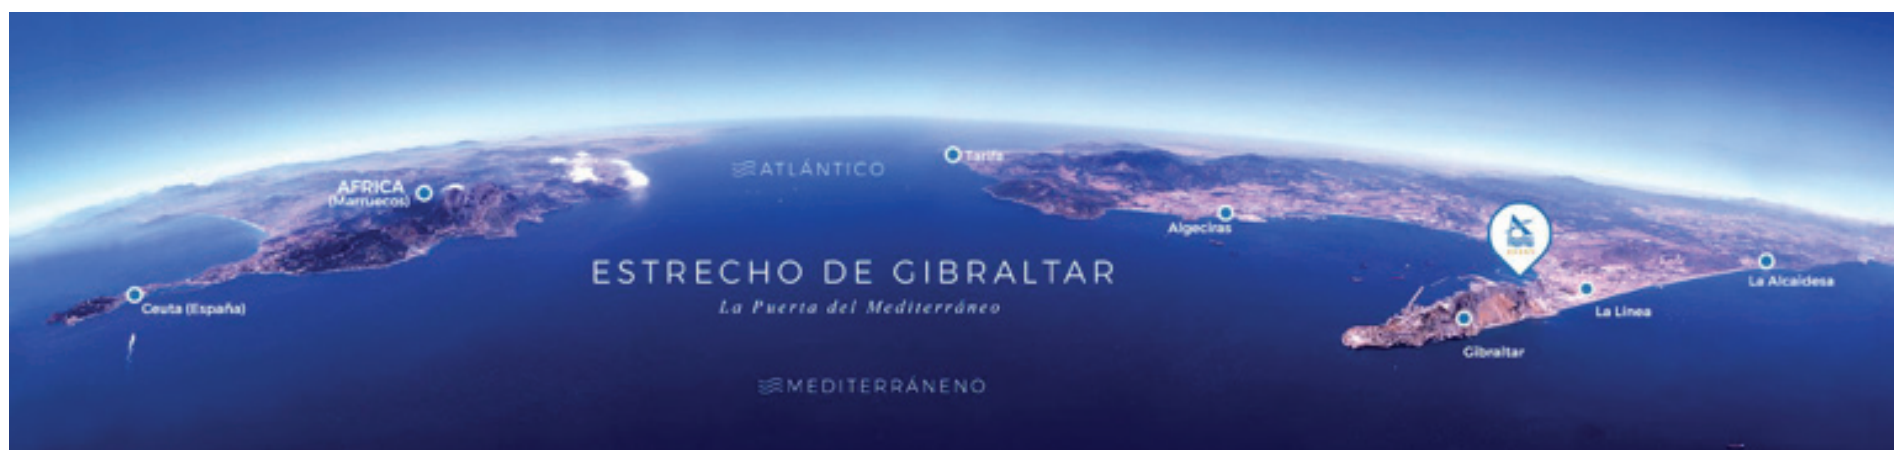 Tarifa
ATLÁNTICO
AFRICA
(Marruecos)
Algeciras
ESTRECHO DE GIBRALTAR
La Puerta del Mediterráneo
Ceuta (España)
La Alcaidesa
La Linea
Gibraltar
MEDITERRÁNENO